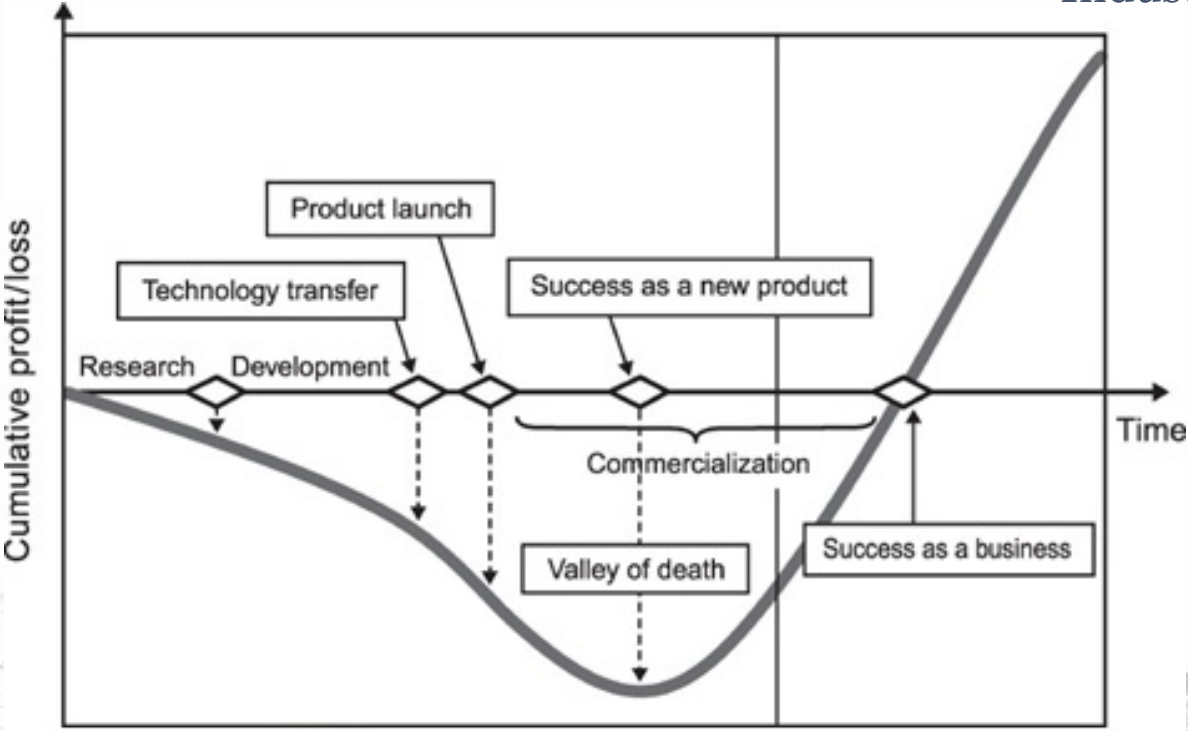 Cumulative profit/loss
Product launch
Technology transfer
Success as a new product
Research
Development
Time
Commercialization
Success as a business
Valley of death